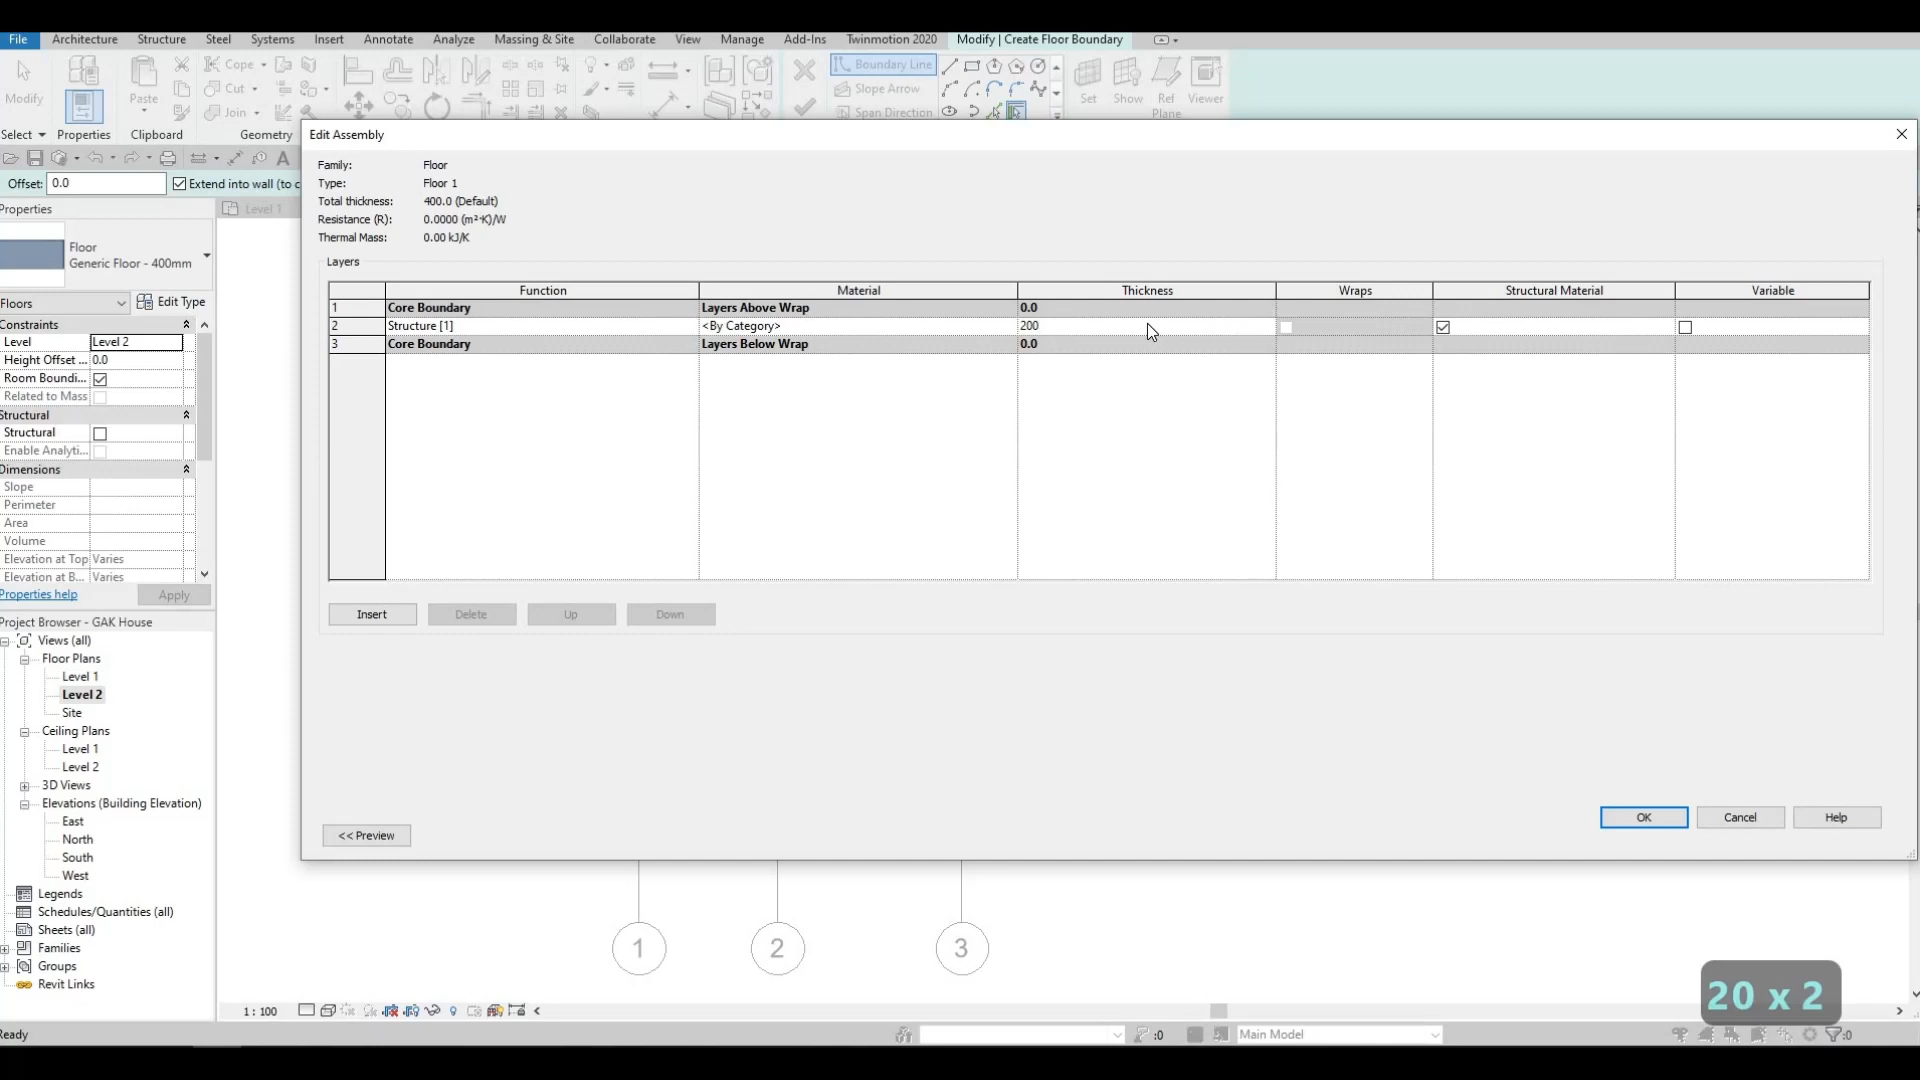 File Architecture Structure Steel Systems Insert Annotate Analyze Massing & Site Collaborate View Manage Add-Ins Twinmotion 2020 Modify | Create Floor Boundary
Modify Paste Cope Cut Join Boundary Line Slope Arrow Span Direction Set Show Ref Plane Viewer
Select Properties Clipboard Geometry
Offset: 0.0 Extend into wall (to c
Properties
Level 1
Floor
Generic Floor - 400mm
Floors Edit Type
Constraints
Level Level 2
Height Offset ... 0.0
Room Boundi...
Related to Mass
Structural
Structural
Enable Analyti...
Dimensions
Slope
Perimeter
Area
Volume
Elevation at Top Varies
Elevation at B... Varies
Properties help Apply
Project Browser - GAK House
Views (all)
Floor Plans
Level 1
Level 2
Site
Ceiling Plans
Level 1
Level 2
3D Views
Elevations (Building Elevation)
East
North
South
West
Legends
Schedules/Quantities (all)
Sheets (all)
Families
Groups
Revit Links
Edit Assembly
Family: Floor
Type: Floor 1
Total thickness: 400.0 (Default)
Resistance (R): 0.0000 (m²·K)/W
Thermal Mass: 0.00 kJ/K
Layers
Function Material Thickness Wraps Structural Material Variable
1 Core Boundary Layers Above Wrap 0.0
2 Structure [1] <By Category> 200
3 Core Boundary Layers Below Wrap 0.0
Insert Delete Up Down
<< Preview OK Cancel Help
1 2 3
20 x 2
1 : 100
Ready :0 Main Model :0